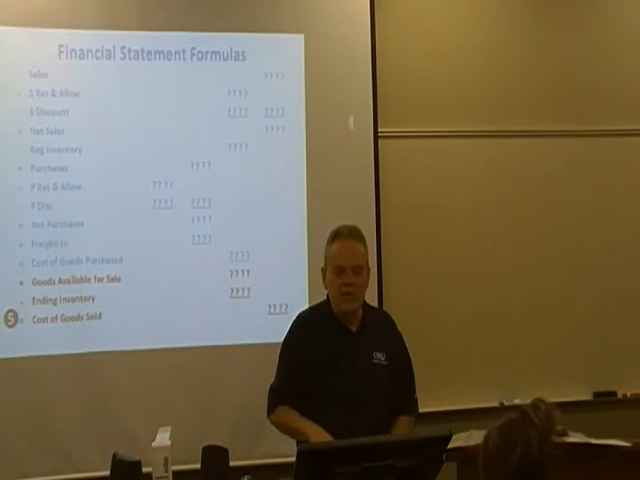 Financial Statement Formulas
Sales ????
- S Ret & Allow ????
- S Discount ???? ????
= Net Sales ????
Beg Inventory ????
+ Purchases ????
- P Ret & Allow ????
- P Disc ???? ????
= Net Purchases ????
+ Freight-In ????
+ Cost of Goods Purchased ????
= Goods Available for Sale ????
- Ending Inventory ????
5 = Cost of Goods Sold ????